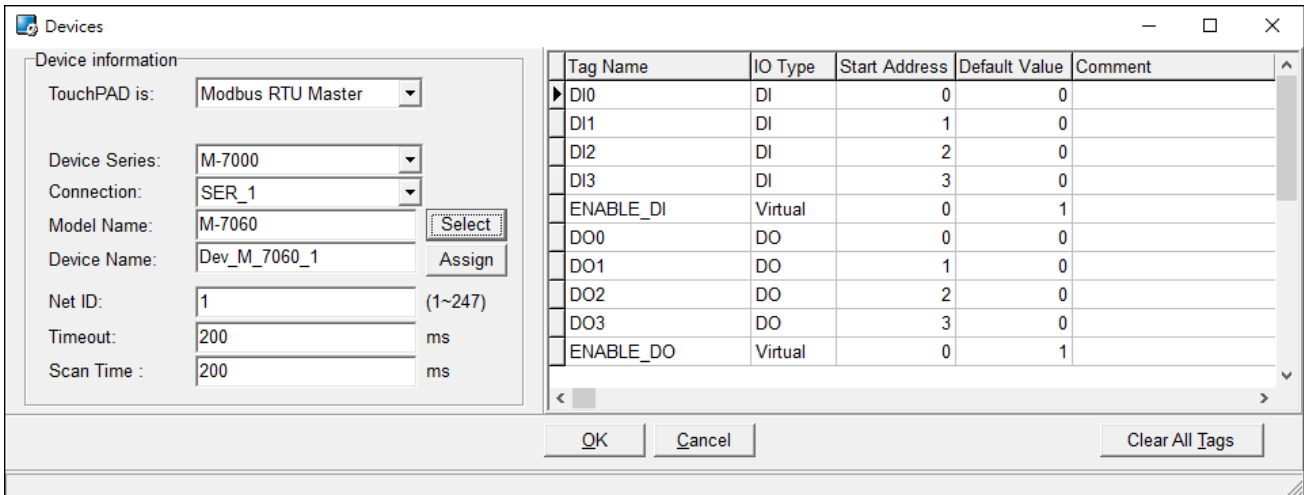 Devices
Device information
TouchPAD is: Modbus RTU Master
Device Series: M-7000
Connection: SER_1
Model Name: M-7060 Select
Device Name: Dev_M_7060_1 Assign
Net ID: 1 (1~247)
Timeout: 200 ms
Scan Time : 200 ms
Tag Name IO Type Start Address Default Value Comment
DI0 DI 0 0
DI1 DI 1 0
DI2 DI 2 0
DI3 DI 3 0
ENABLE_DI Virtual 0 1
DO0 DO 0 0
DO1 DO 1 0
DO2 DO 2 0
DO3 DO 3 0
ENABLE_DO Virtual 0 1
OK Cancel Clear All Tags